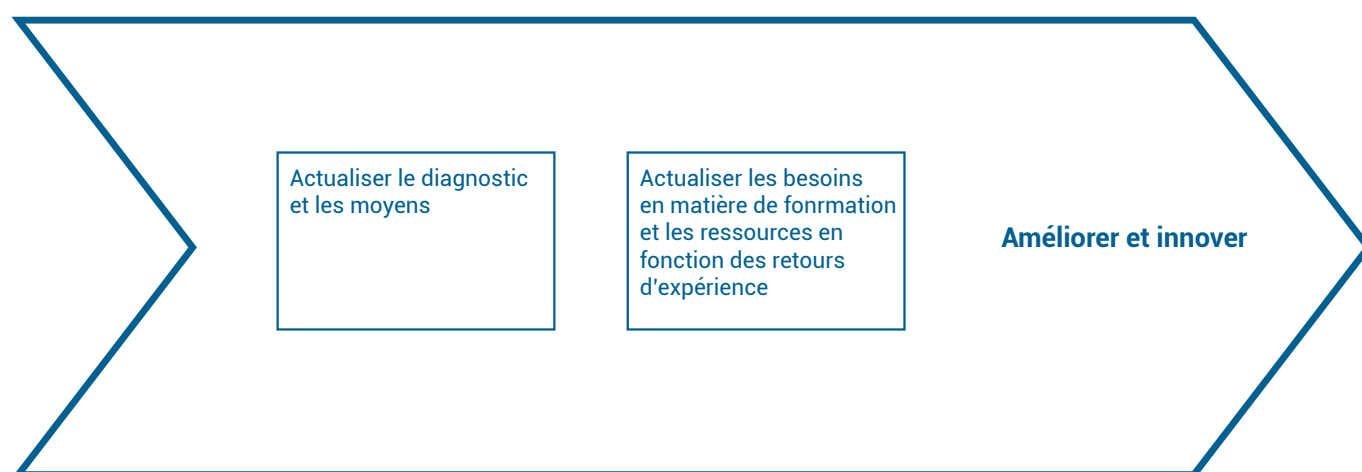 Actualiser le diagnostic
et les moyens
Actualiser les besoins
en matière de fonrmation
et les ressources en
fonction des retours
d'expérience
Améliorer et innover